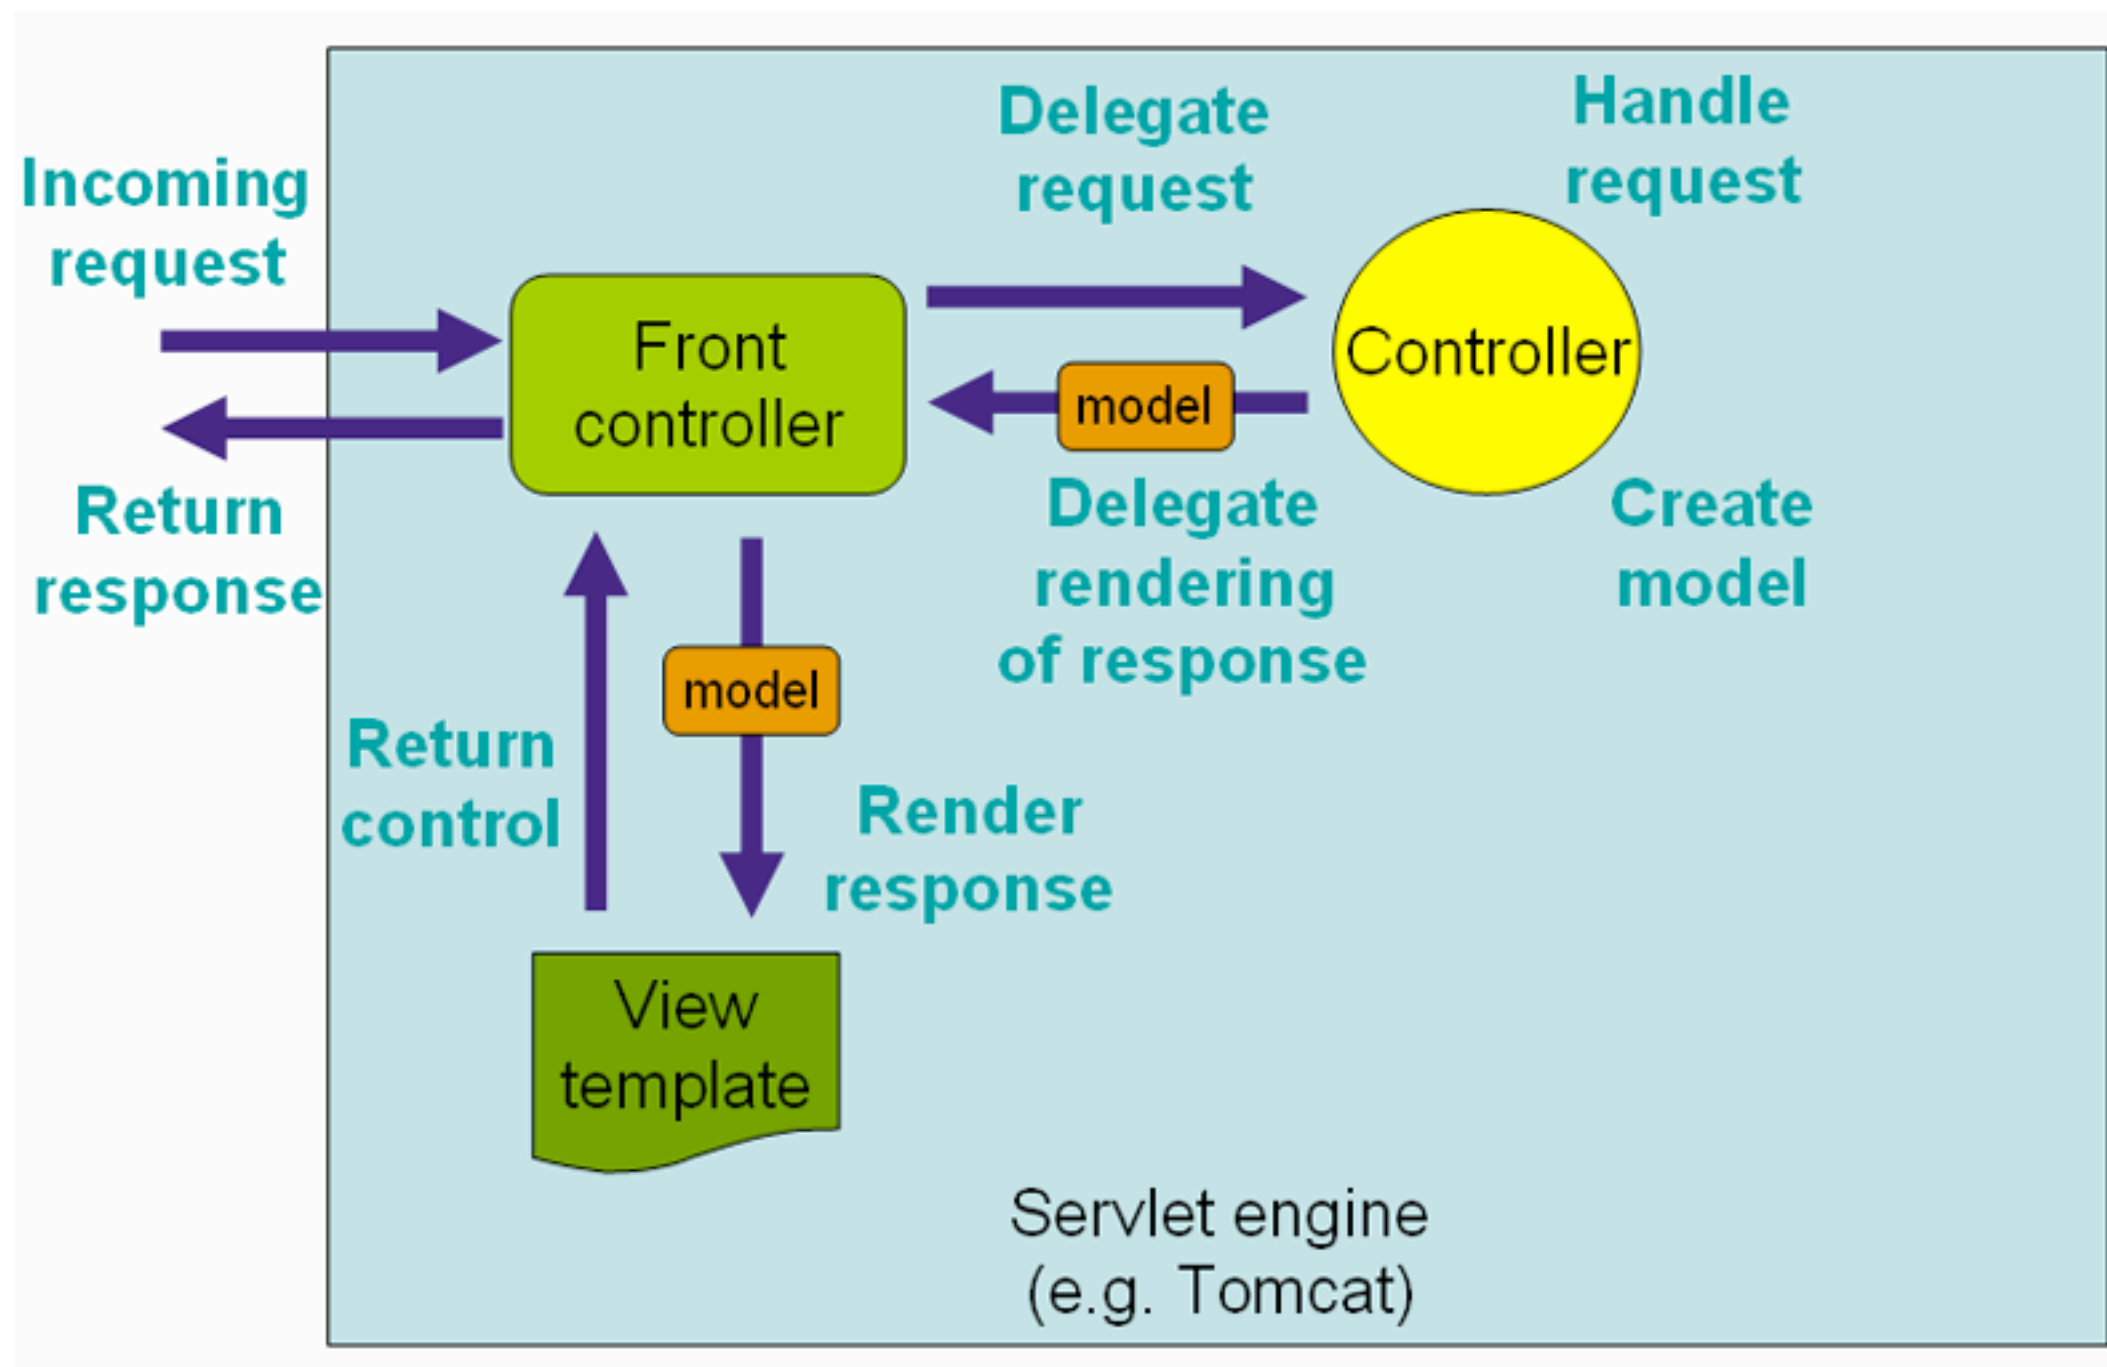 Incoming
request
Delegate
request
Handle
request
Front
controller
Controller
model
Return
response
Delegate
rendering
of response
Create
model
model
Return
control
Render
response
View
template
Servlet engine
(e.g. Tomcat)